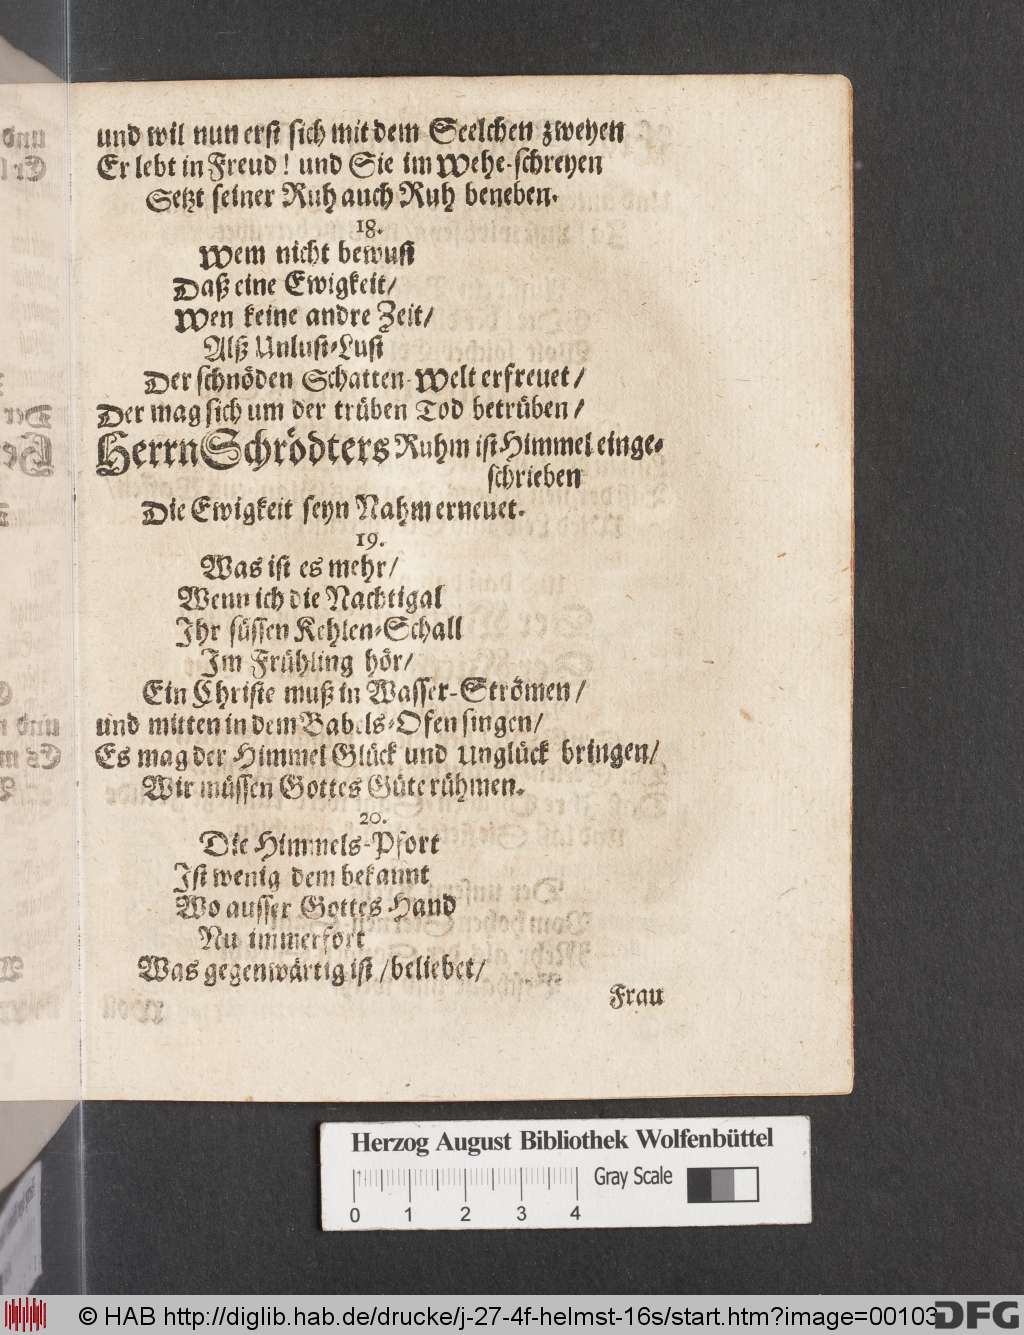 und wil nun erst sich mit dem Seelchen zweyen
Er lebt in Freud! und Sie im Wehe-schreyen
Setzt seiner Ruh auch Ruh beneben.
18.
Wem nicht bewust
Daß eine Ewigkeit/
Wen keine andre Zeit/
Alß Unlust-Lust
Der schnöden Schatten-Welt erfreuet/
Der mag sich um der trüben Tod betrüben/
Herrn Schrödters Ruhm ist Himmel einge-
schrieben
Die Ewigkeit seyn Nahm erneuet.
19.
Was ist es mehr/
Wenn ich die Nachtigal
Ihr süssen Kehlen-Schall
Im Frühling hör/
Ein Christe muß in Wasser-Strömen/
und mitten in dem Babels-Ofen singen/
Es mag der Himmel Glück und Unglück bringen/
Wir müssen Gottes Güte rühmen.
20.
Die Himmels-Pfort
Ist wenig dem bekannt
Wo ausser Gottes Hand
Nu immerfort
Was gegenwärtig ist/beliebet/
Frau
Herzog August Bibliothek Wolfenbüttel
Gray Scale
0 1 2 3 4
© HAB http://diglib.hab.de/drucke/j-27-4f-helmst-16s/start.htm?image=00103
DFG